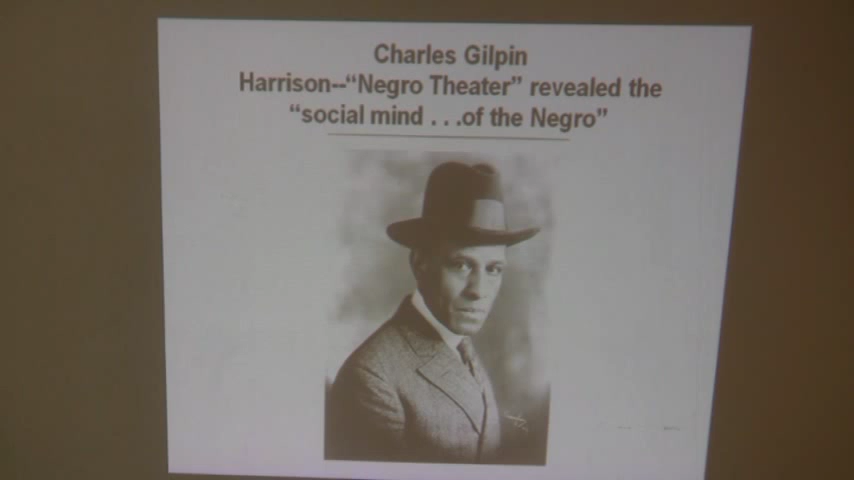 Charles Gilpin
Harrison--“Negro Theater” revealed the
“social mind . . .of the Negro”